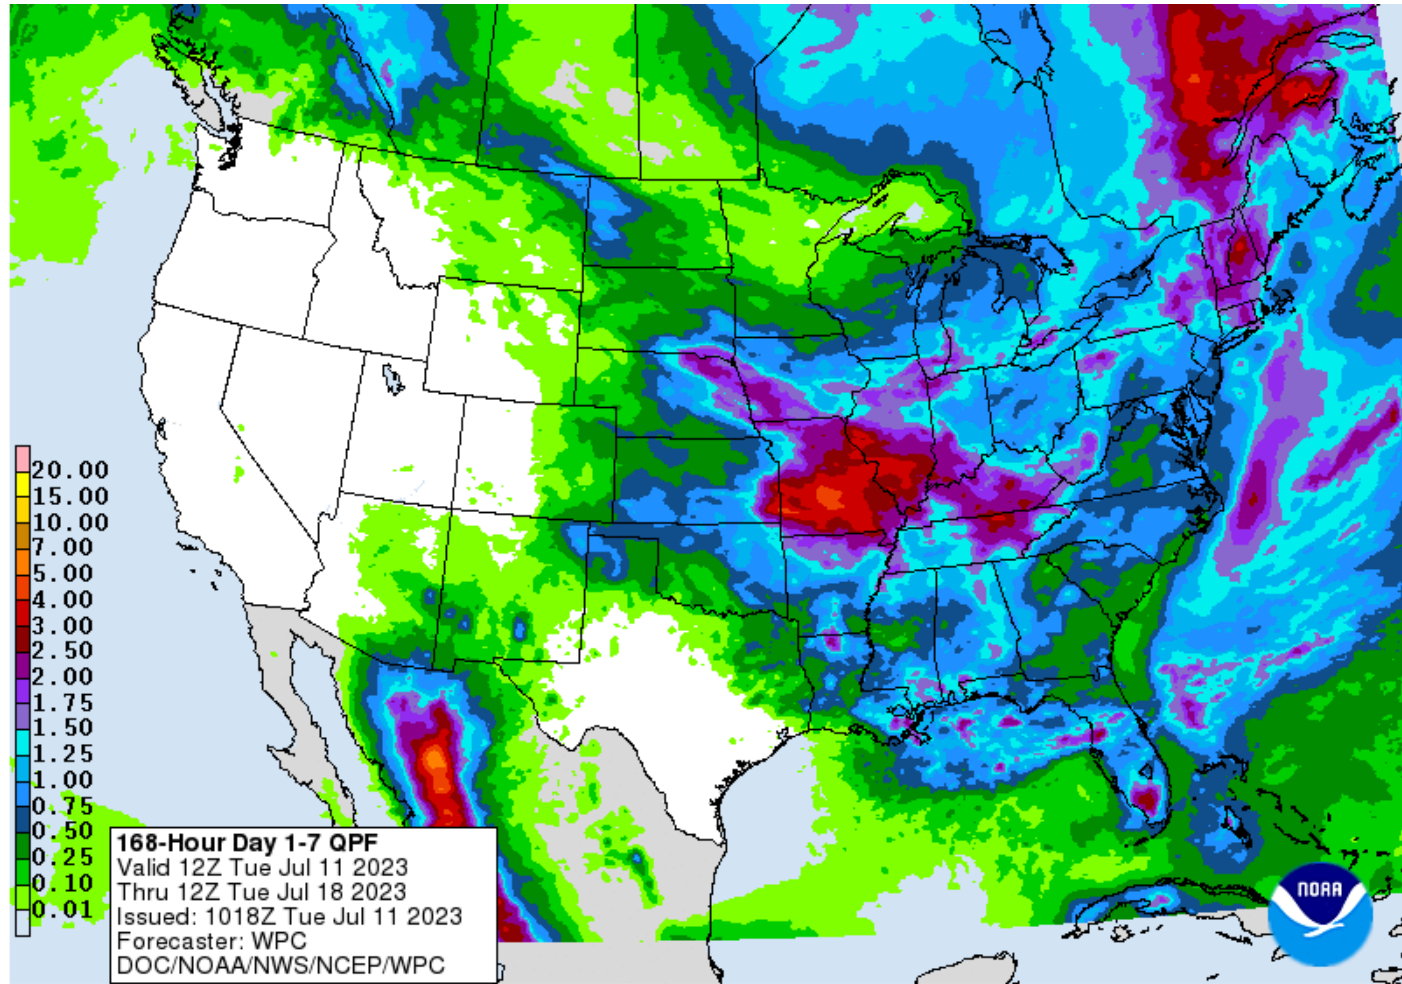 20.00
15.00
10.00
7.00
5.00
4.00
3.00
2.50
2.00
1.75
1.50
1.25
1.00
0.75
0.50
0.25
0.10
0.01
168-Hour Day 1-7 QPF
Valid 12Z Tue Jul 11 2023
Thru 12Z Tue Jul 18 2023
Issued: 1018Z Tue Jul 11 2023
Forecaster: WPC
DOC/NOAA/NWS/NCEP/WPC
NOAA